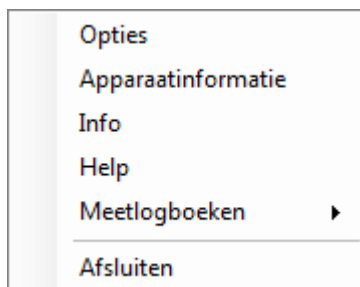 Opties
Apparaatinformatie
Info
Help
Meetlogboeken
Afsluiten